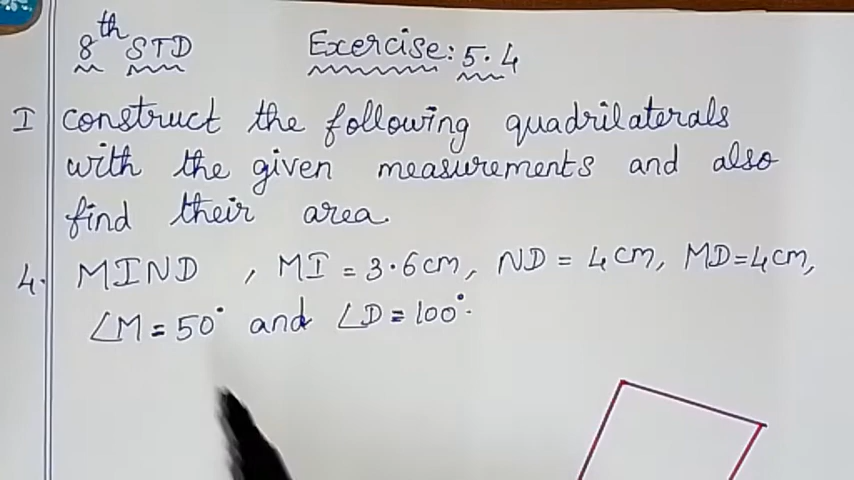 8th STD Exercise: 5.4
I construct the following quadrilaterals
with the given measurements and also
find their area.
4. MIND, MI = 3.6cm, ND = 4cm, MD=4cm,
∠M = 50° and ∠D = 100°.